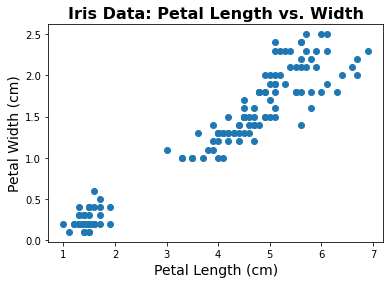 Iris Data: Petal Length vs. Width
Petal Width (cm)
2.5
2.0
1.5
1.0
0.5
0.0
1 2 3 4 5 6 7
Petal Length (cm)